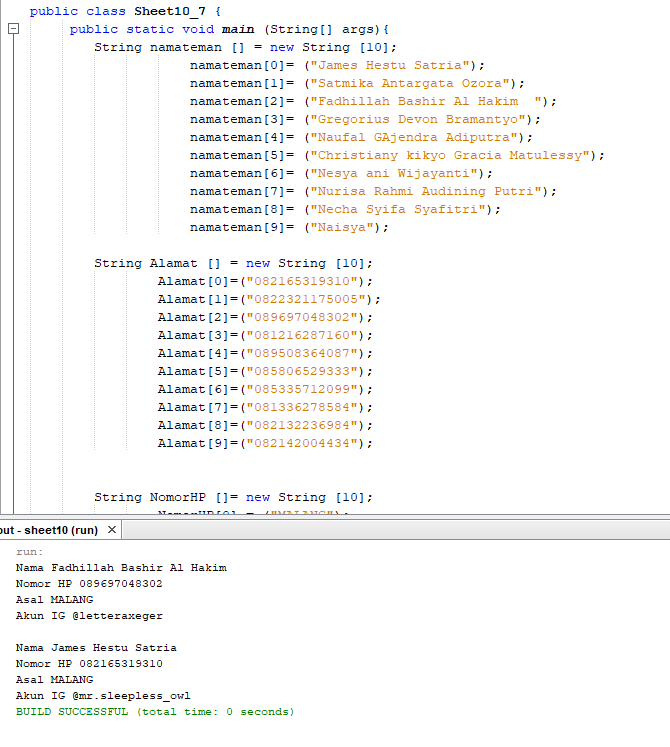 public class Sheet10_7 {
public static void main (String[] args){
String namateman [] = new String [10];
namateman[0]= ("James Hestu Satria");
namateman[1]= ("Satmika Antargata Ozora");
namateman[2]= ("Fadhillah Bashir Al Hakim  ");
namateman[3]= ("Gregorius Devon Bramantyo");
namateman[4]= ("Naufal GAjendra Adiputra");
namateman[5]= ("Christiany kikyo Gracia Matulessy");
namateman[6]= ("Nesya ani Wijayanti");
namateman[7]= ("Nurisa Rahmi Audining Putri");
namateman[8]= ("Necha Syifa Syafitri");
namateman[9]= ("Naisya");
String Alamat [] = new String [10];
Alamat[0]=("082165319310");
Alamat[1]=("0822321175005");
Alamat[2]=("089697048302");
Alamat[3]=("081216287160");
Alamat[4]=("089508364087");
Alamat[5]=("085806529333");
Alamat[6]=("085335712099");
Alamat[7]=("081336278584");
Alamat[8]=("082132236984");
Alamat[9]=("082142004434");
String NomorHP []= new String [10];
NomorHP[0] = ("MALANG");
out - sheet10 (run) ×
run:
Nama Fadhillah Bashir Al Hakim
Nomor HP 089697048302
Asal MALANG
Akun IG @letteraxeger
Nama James Hestu Satria
Nomor HP 082165319310
Asal MALANG
Akun IG @mr.sleepless_owl
BUILD SUCCESSFUL (total time: 0 seconds)